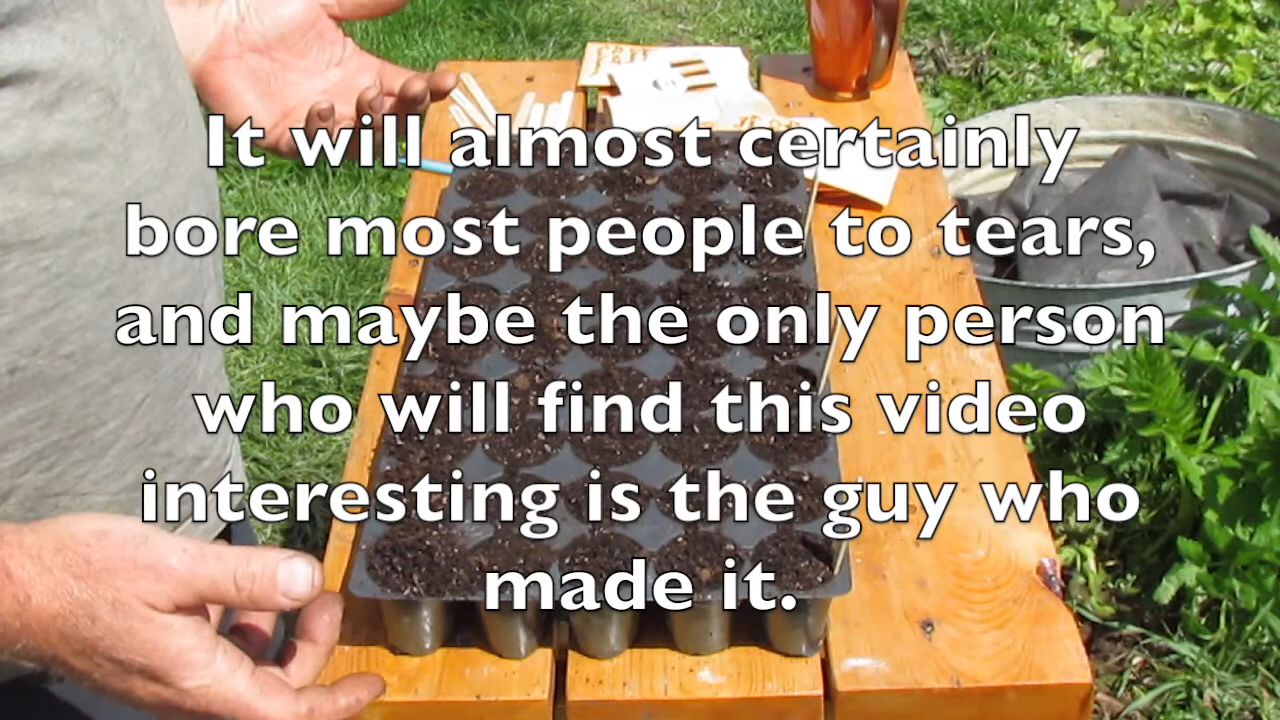 It will almost certainly
bore most people to tears,
and maybe the only person
who will find this video
interesting is the guy who
made it.